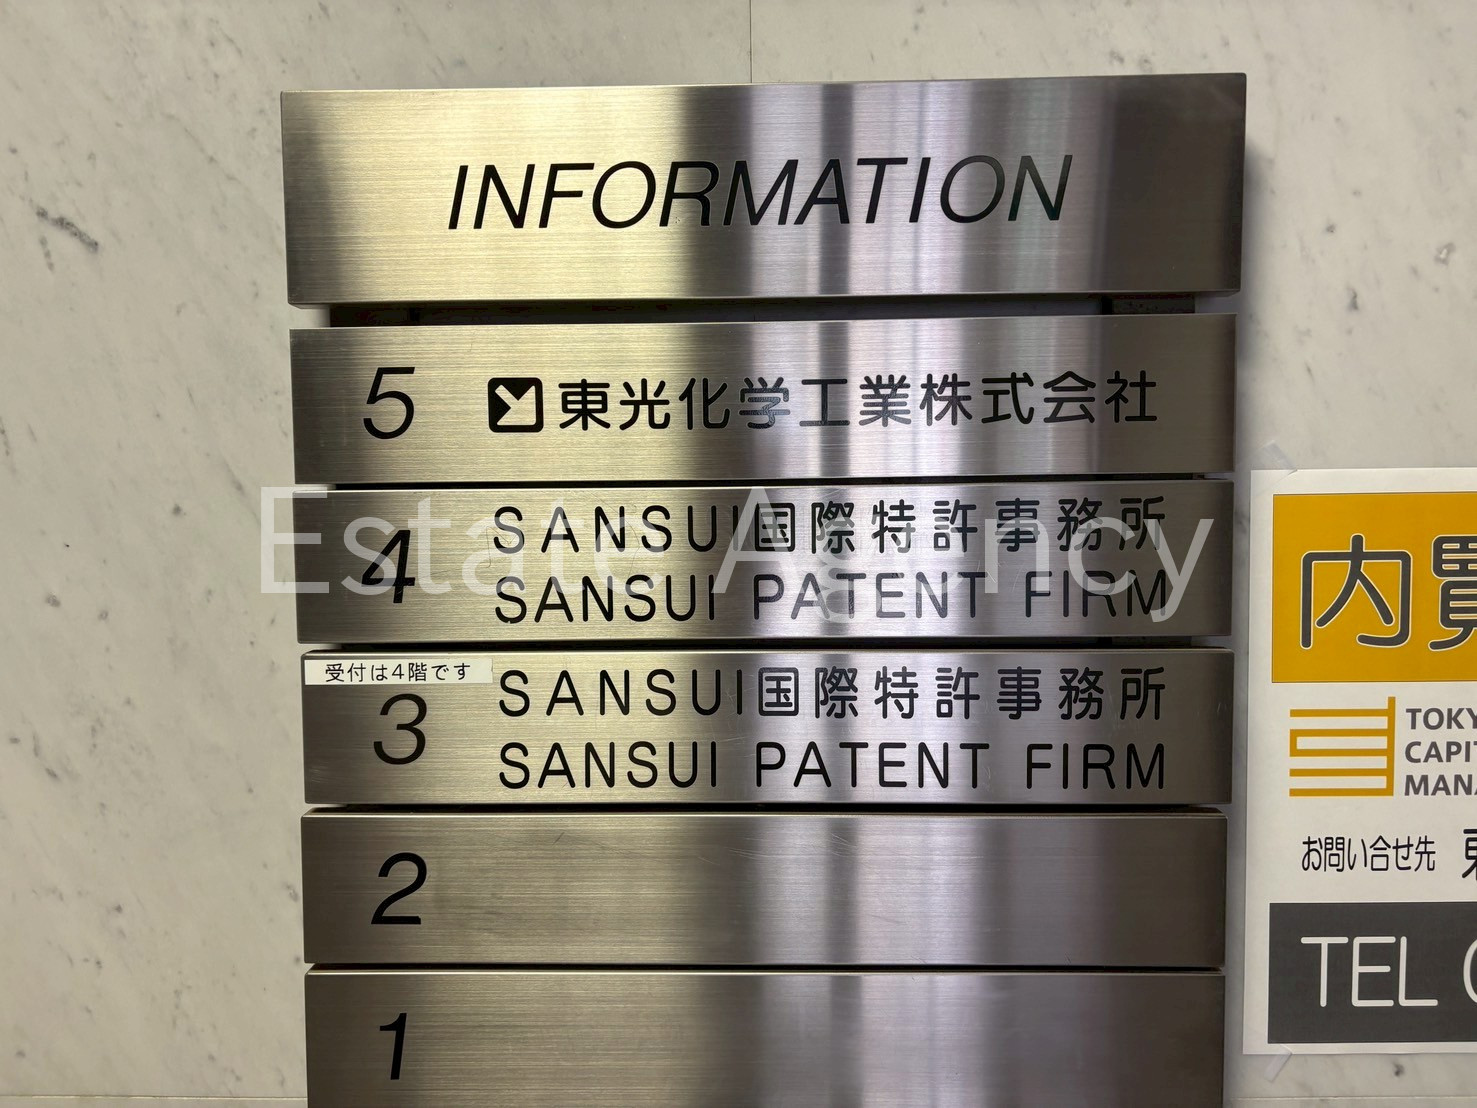 INFORMATION
5 東光化学工業株式会社
4 SANSUI国際特許事務所
SANSUI PATENT FIRM
受付は4階です
3 SANSUI国際特許事務所
SANSUI PATENT FIRM
2
1
Estate Agency
内
TOKY
CAPI
MANA
お問い合せ先
TEL